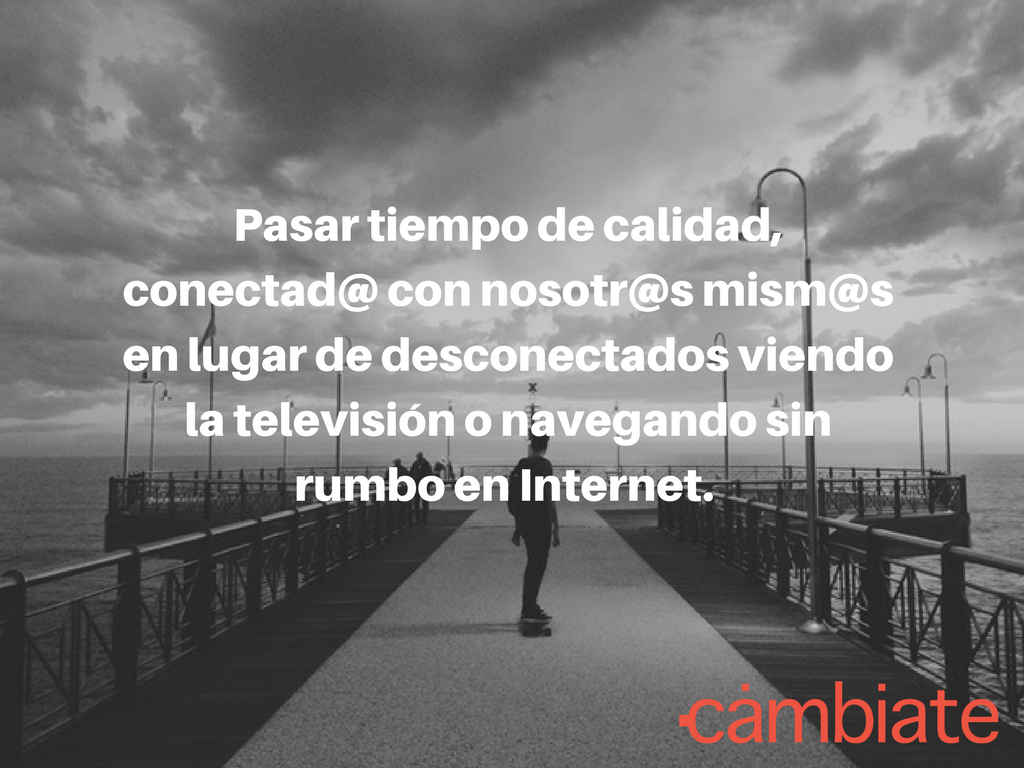 Pasar tiempo de calidad,
conectad@ con nosotr@s mism@s
en lugar de desconectados viendo
la televisión o navegando sin
rumbo en Internet.
cámbiate